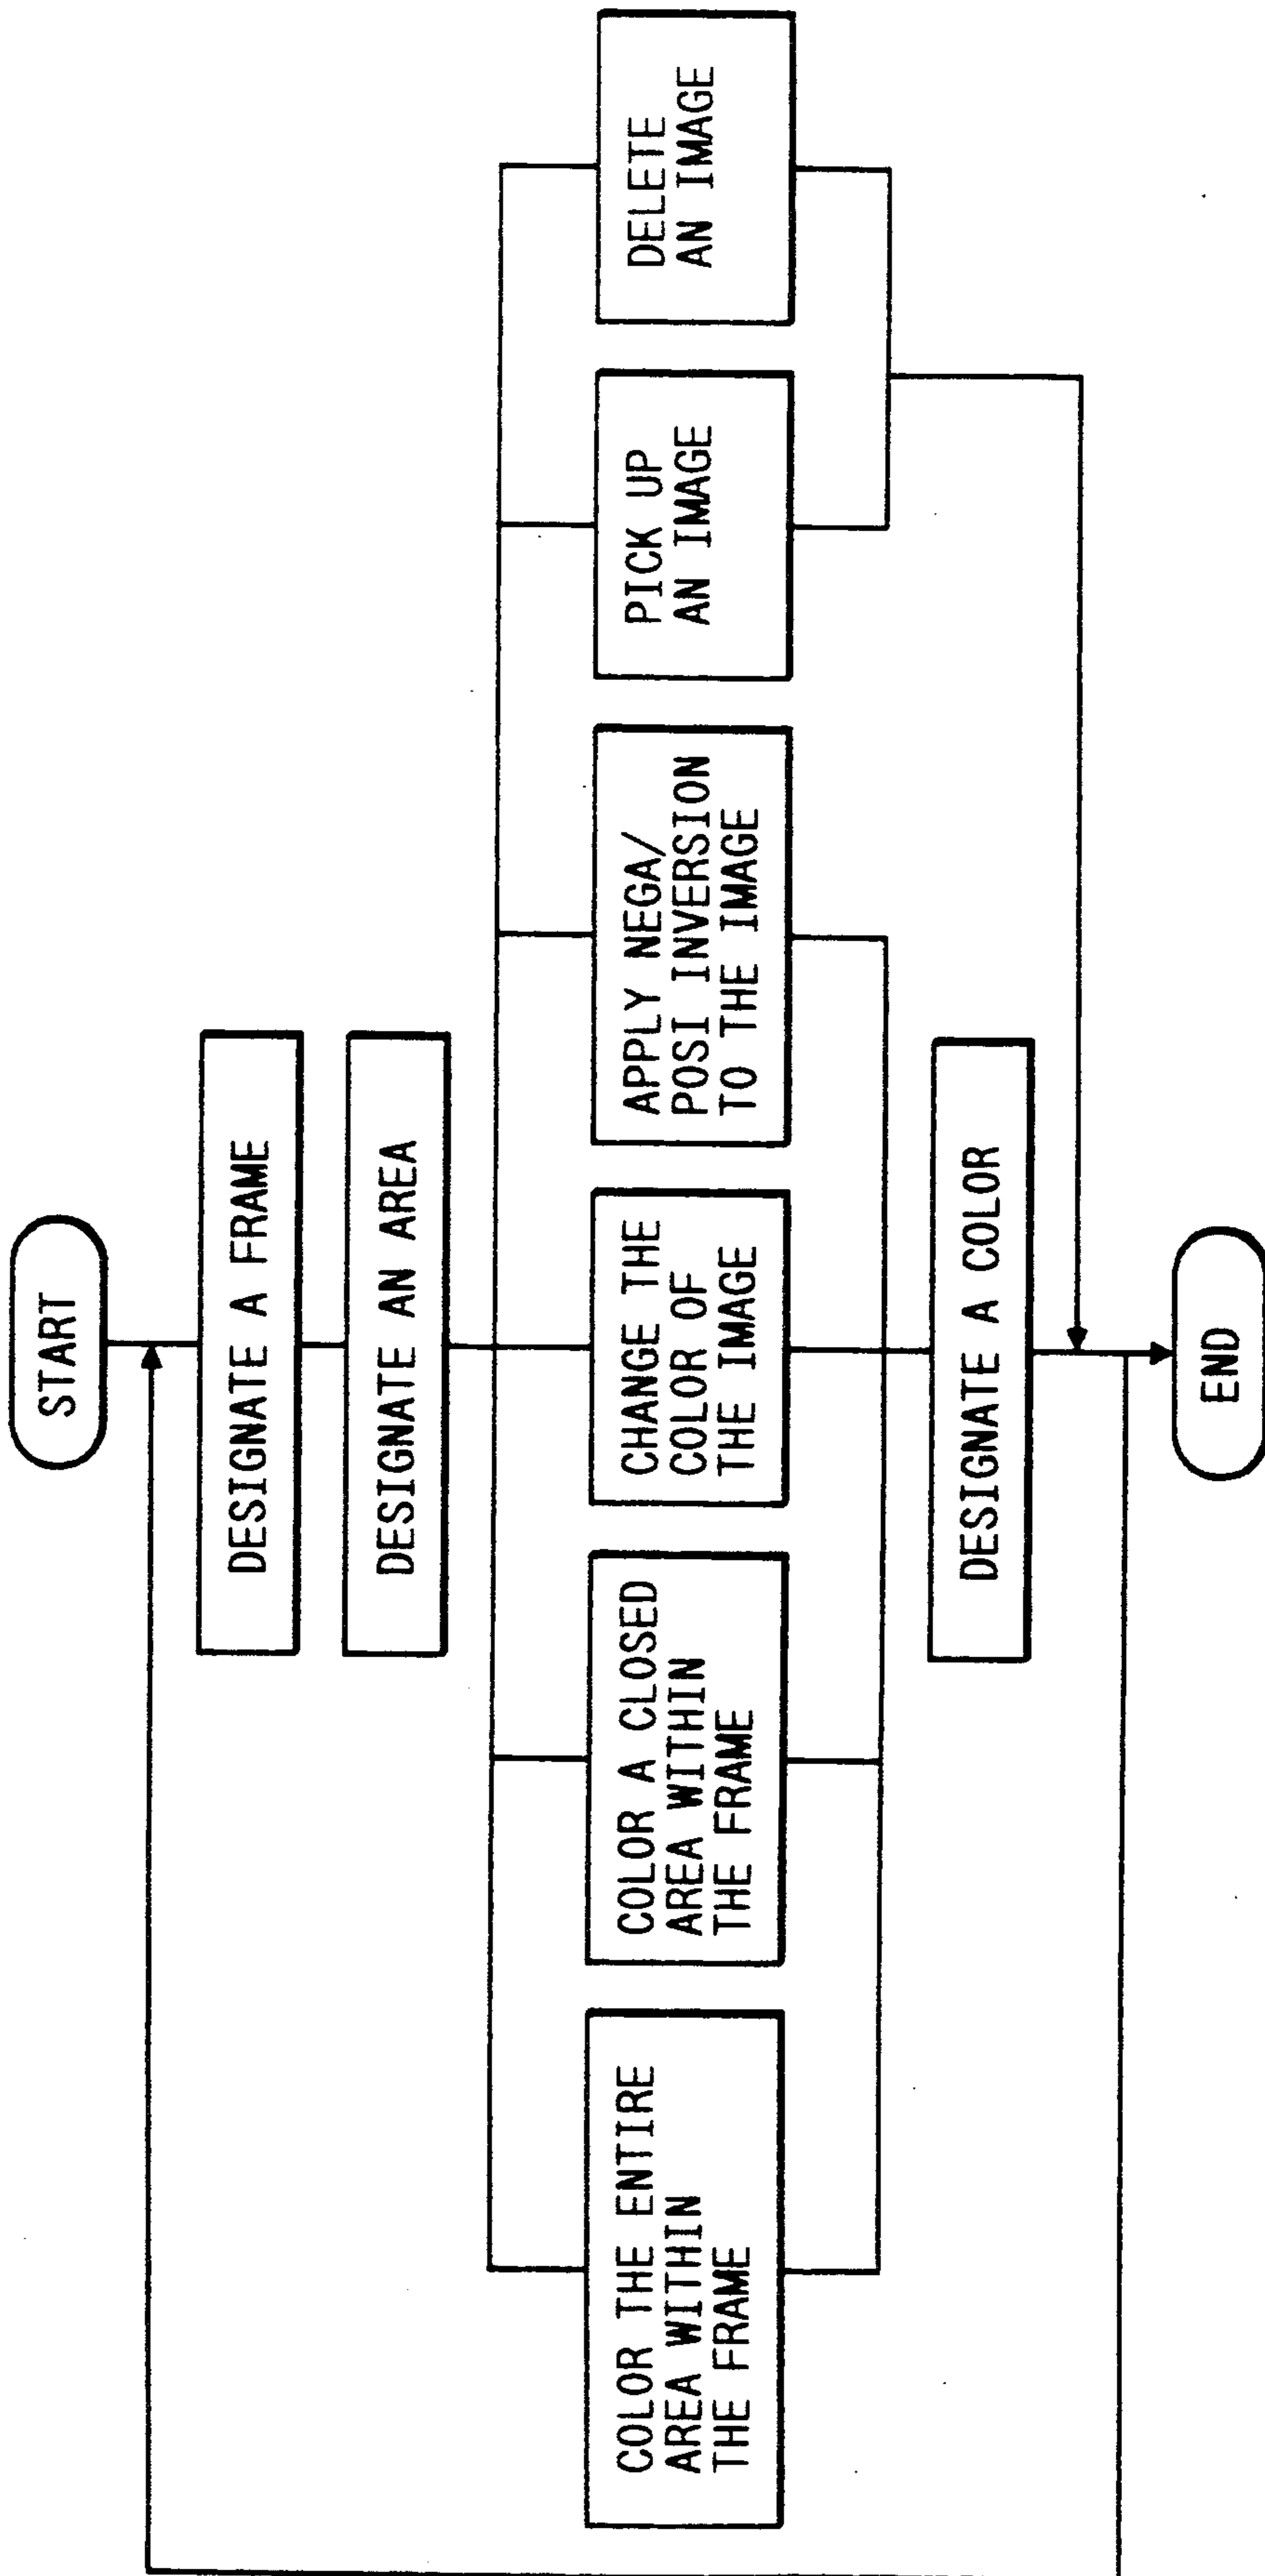 START
DESIGNATE A FRAME
DESIGNATE AN AREA
COLOR THE ENTIRE
AREA WITHIN
THE FRAME
COLOR A CLOSED
AREA WITHIN
THE FRAME
CHANGE THE
COLOR OF
THE IMAGE
APPLY NEGA/
POSI INVERSION
TO THE IMAGE
PICK UP
AN IMAGE
DELETE
AN IMAGE
DESIGNATE A COLOR
END